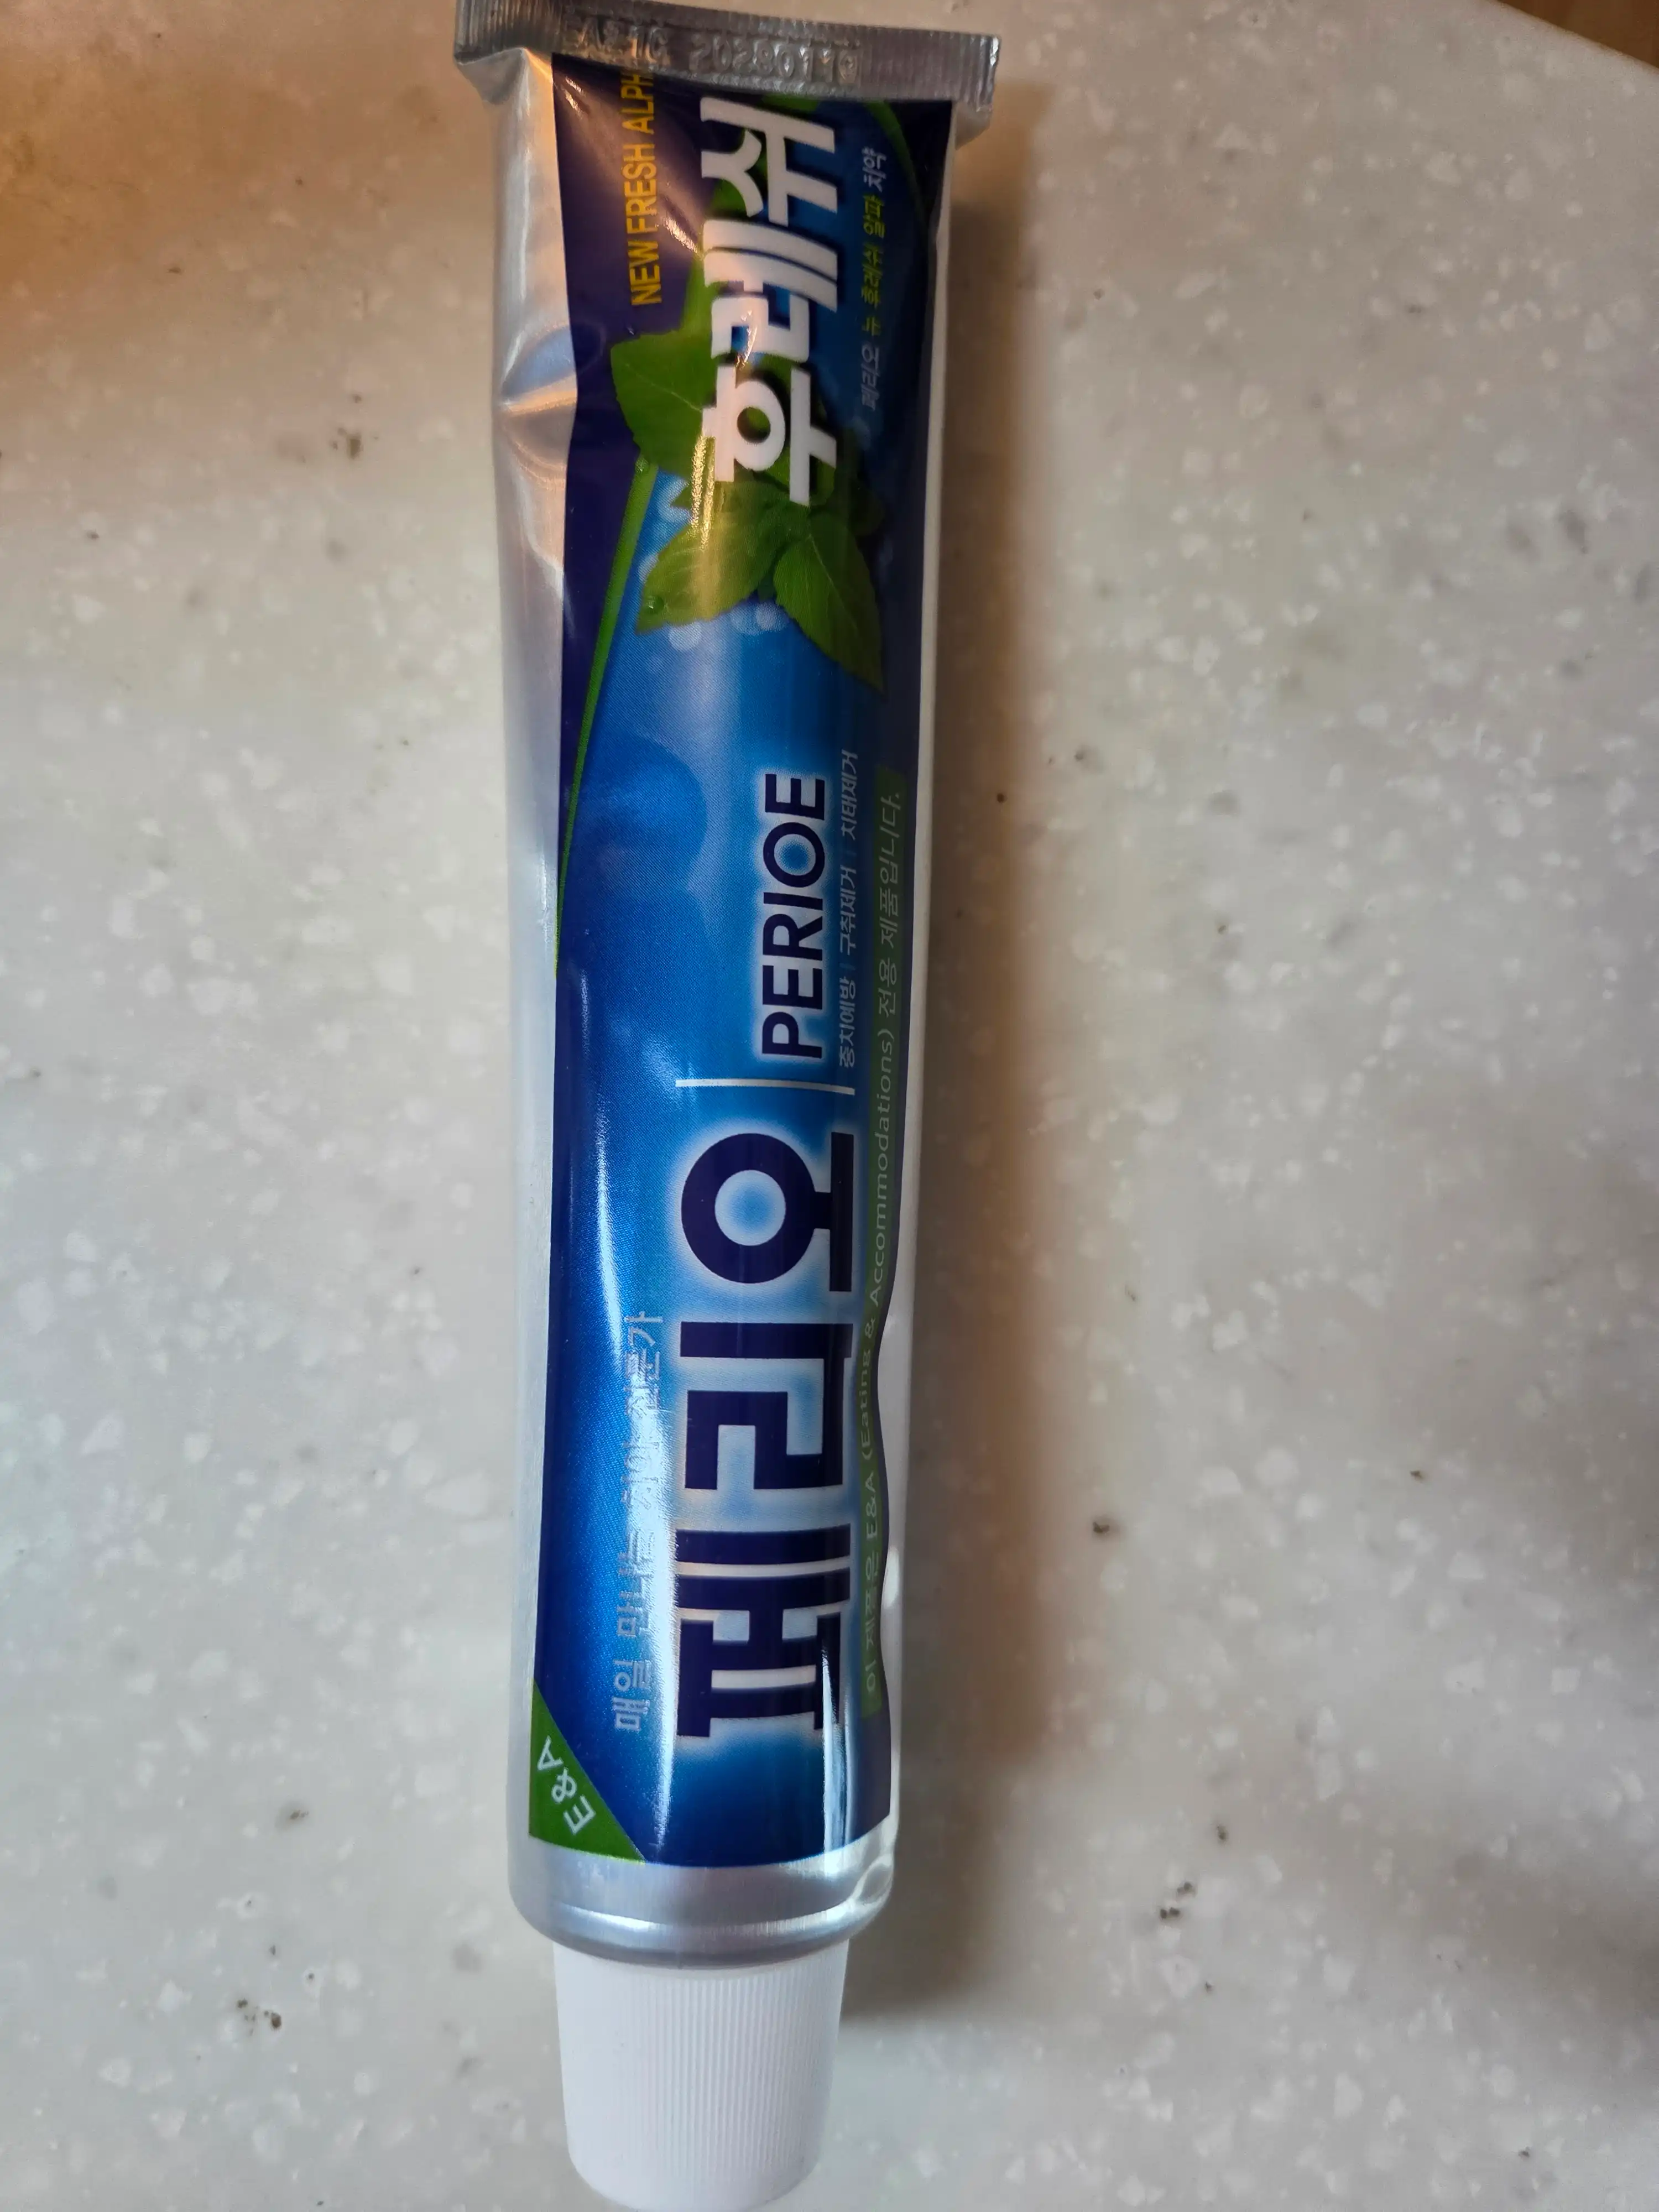 E&A
매일 만나는 치약 전문가
페리오
PERIOE
충치예방 | 구취제거 | 치태제거
이 제품은 E&A (Eating & Accommodations) 전용 제품입니다.
NEW FRESH ALPH
후레쉬
페리오 뉴 후레쉬 알파 치약